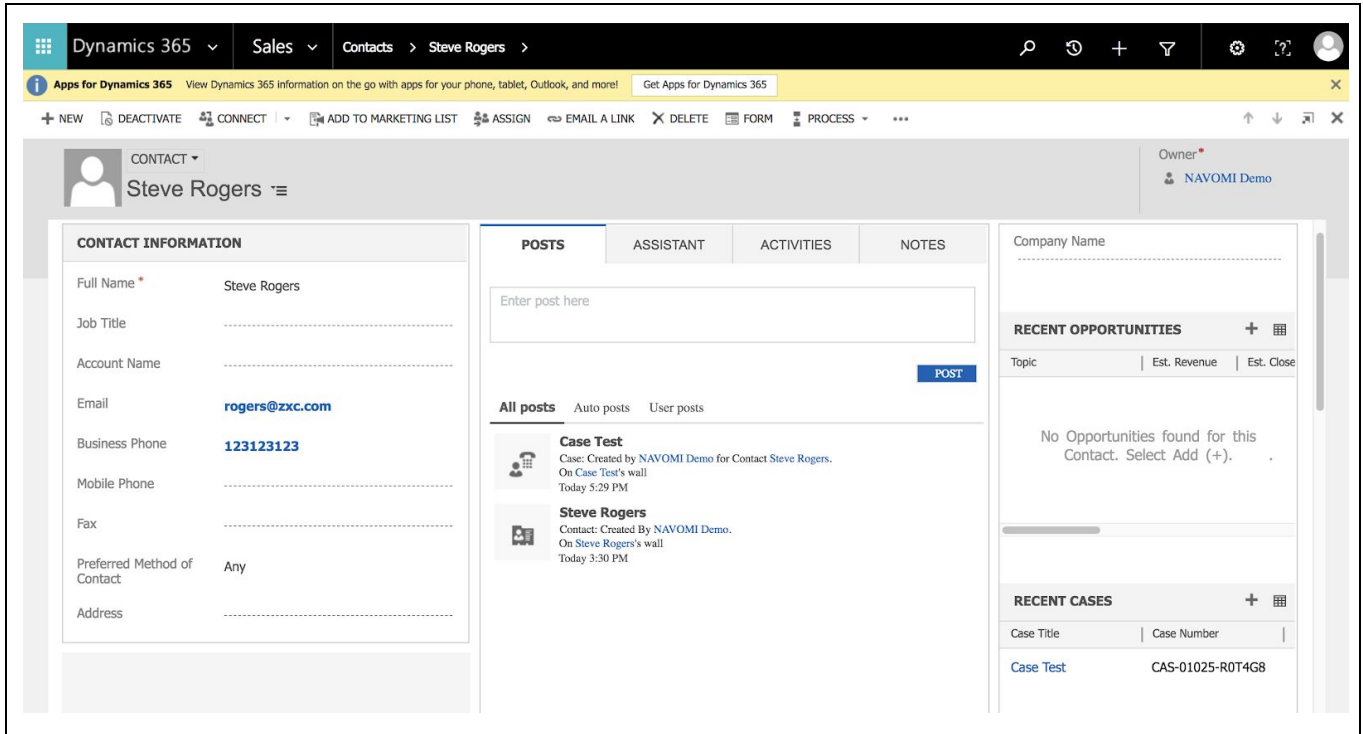 Dynamics 365 Sales Contacts > Steve Rogers >
Apps for Dynamics 365 View Dynamics 365 information on the go with apps for your phone, tablet, Outlook, and more! Get Apps for Dynamics 365
NEW DEACTIVATE CONNECT ADD TO MARKETING LIST ASSIGN EMAIL A LINK DELETE FORM PROCESS ...
CONTACT
Steve Rogers
Owner*
NAVOMI Demo
CONTACT INFORMATION
Full Name * Steve Rogers
Job Title
Account Name
Email rogers@zxc.com
Business Phone 123123123
Mobile Phone
Fax
Preferred Method of
Contact
Any
Address
POSTS ASSISTANT ACTIVITIES NOTES
Enter post here
POST
All posts Auto posts User posts
Case Test
Case: Created by NAVOMI Demo for Contact Steve Rogers.
On Case Test's wall
Today 5:29 PM
Steve Rogers
Contact: Created By NAVOMI Demo.
On Steve Rogers's wall
Today 3:30 PM
Company Name
RECENT OPPORTUNITIES
Topic Est. Revenue Est. Close
No Opportunities found for this
Contact. Select Add (+). .
RECENT CASES
Case Title Case Number
Case Test CAS-01025-R0T4G8